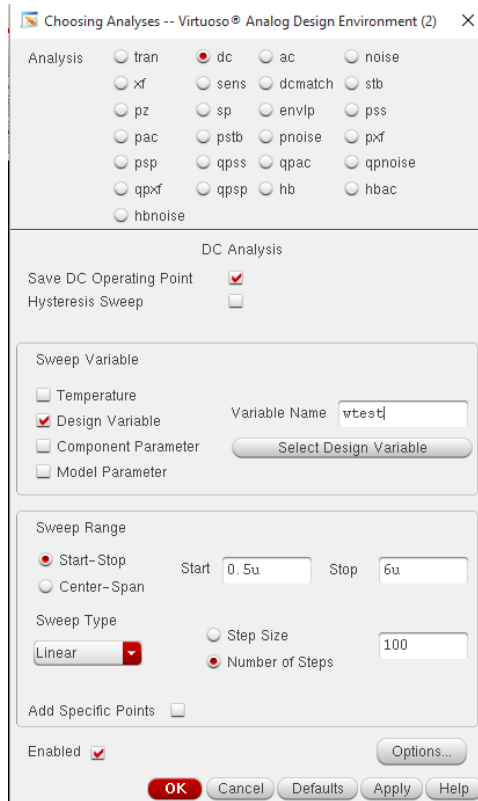 Choosing Analyses -- Virtuoso® Analog Design Environment (2)
Analysis tran dc ac noise
xf sens dcmatch stb
pz sp envlp pss
pac pstb pnoise pxf
psp qpss qpac qpnoise
qpxf qpsp hb hbac
hbnoise
DC Analysis
Save DC Operating Point
Hysteresis Sweep
Sweep Variable
Temperature
Design Variable Variable Name wtest
Component Parameter Select Design Variable
Model Parameter
Sweep Range
Start-Stop Start 0.5u Stop 6u
Center-Span
Sweep Type Step Size
Linear Number of Steps 100
Add Specific Points
Enabled Options...
OK Cancel Defaults Apply Help